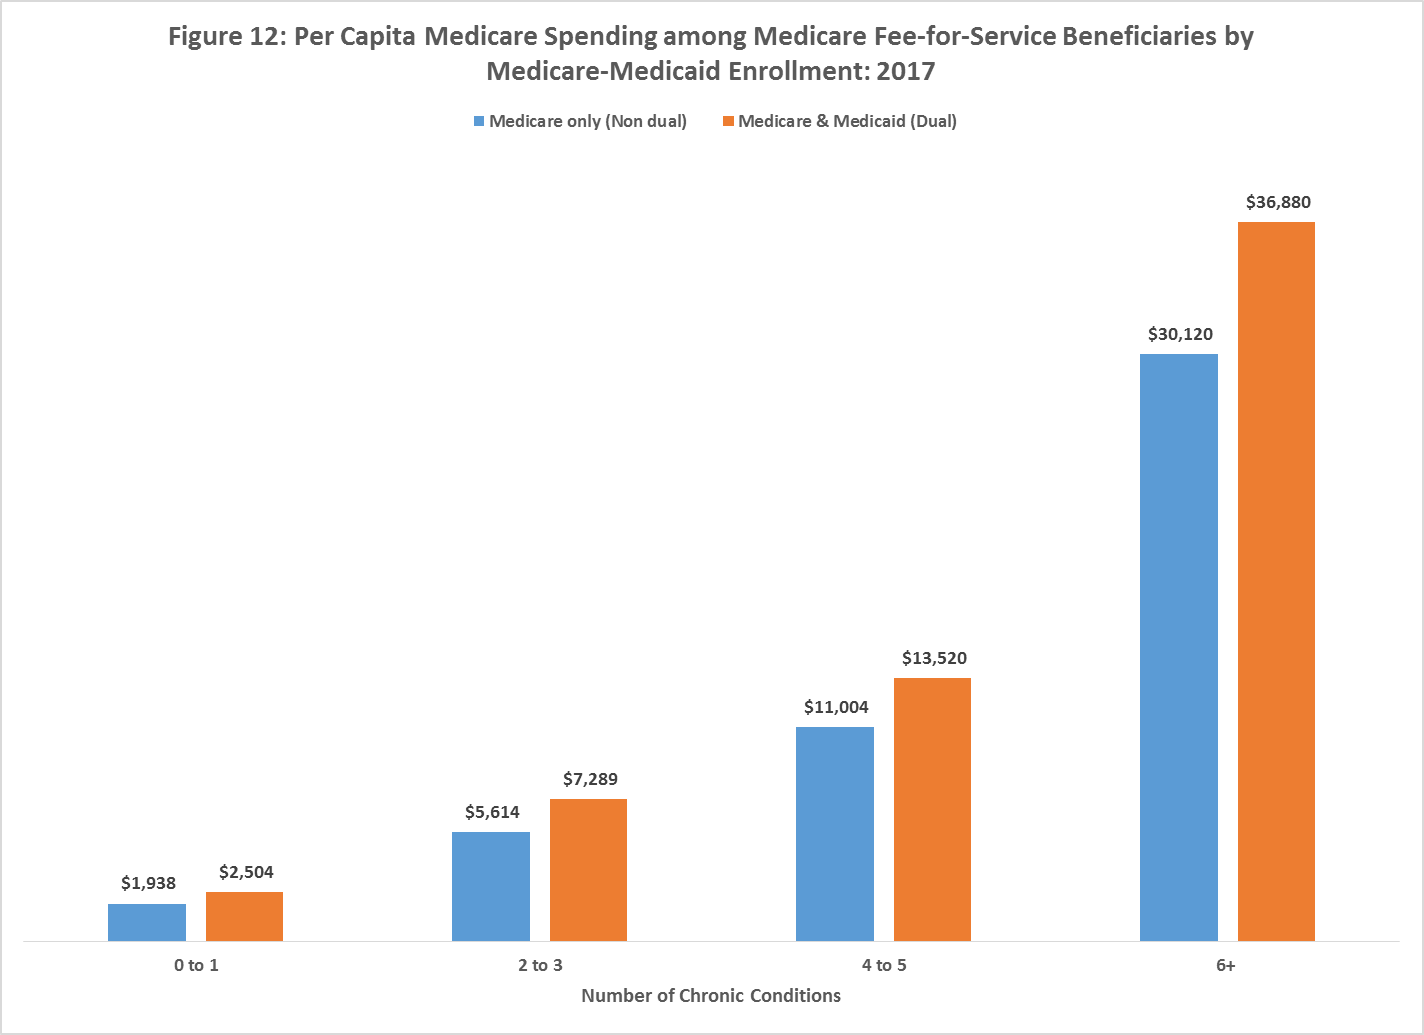 Figure 12: Per Capita Medicare Spending among Medicare Fee-for-Service Beneficiaries by
Medicare-Medicaid Enrollment: 2017
Medicare only (Non dual) Medicare & Medicaid (Dual)
$36,880
$30,120
$13,520
$11,004
$7,289
$5,614
$2,504
$1,938
0 to 1 2 to 3 4 to 5 6+
Number of Chronic Conditions